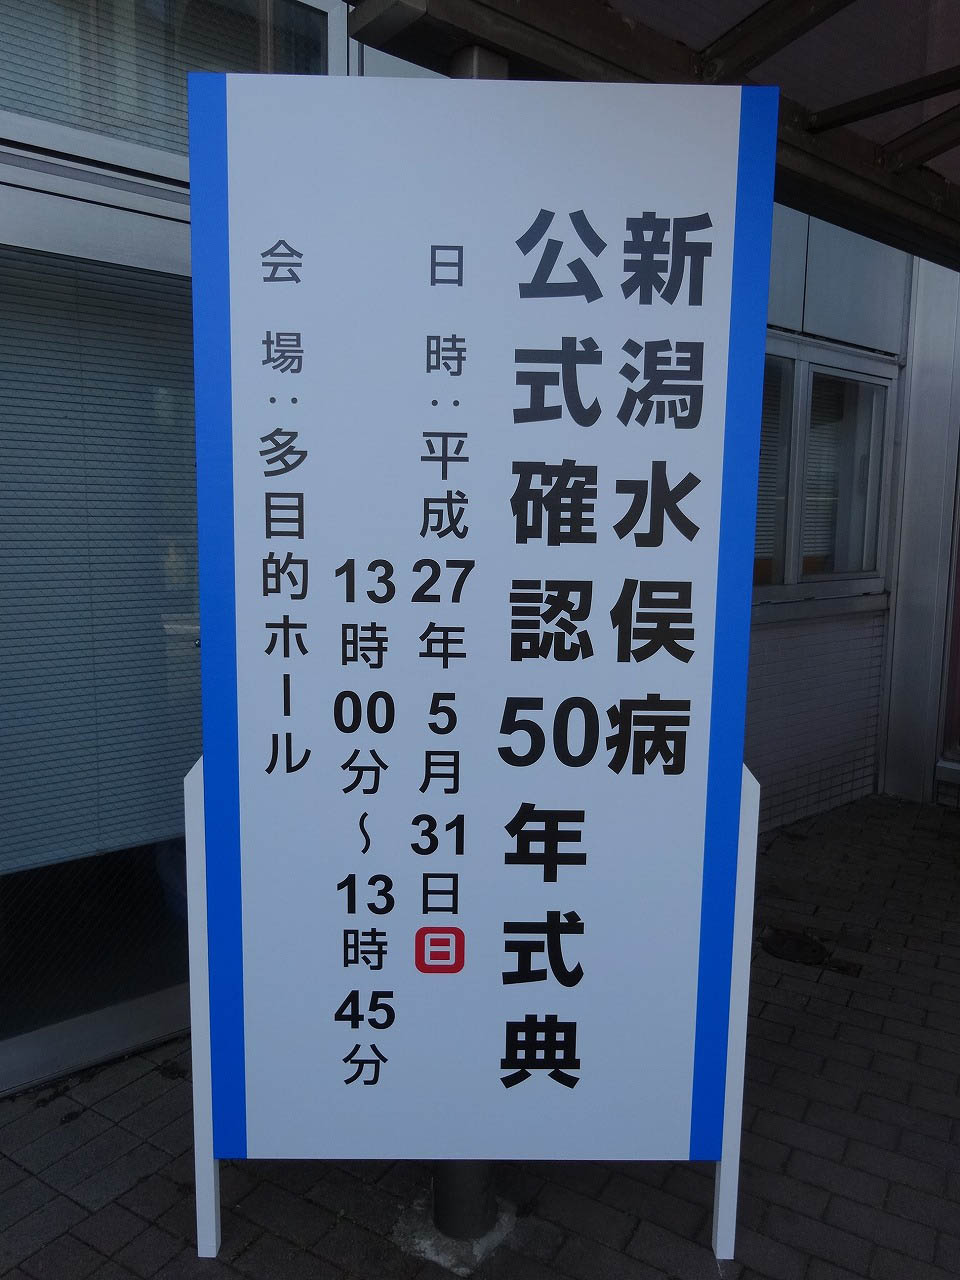 新潟水俣病
公式確認50年式典
日時:平成27年5月31日日
13時00分~13時45分
会場:多目的ホール